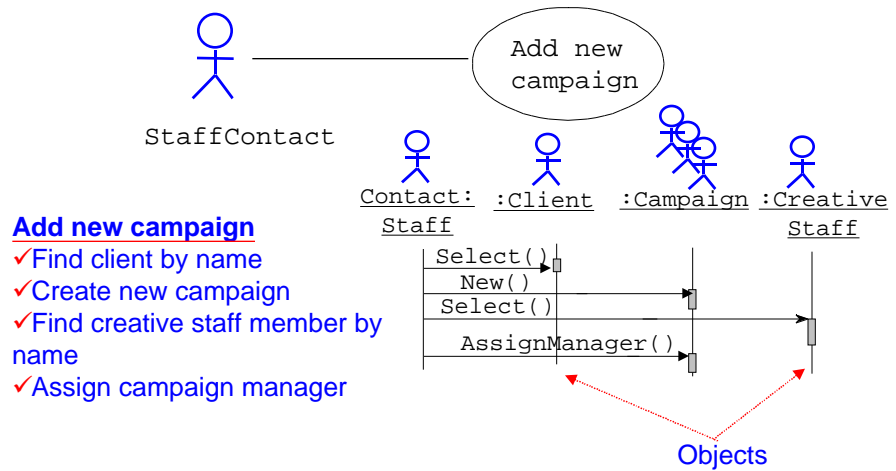 Add new
campaign
StaffContact
Contact:
Staff
:Client
:Campaign
:Creative
Staff
Add new campaign
✓Find client by name
✓Create new campaign
✓Find creative staff member by
name
✓Assign campaign manager
Select()
New()
Select()
AssignManager()
Objects